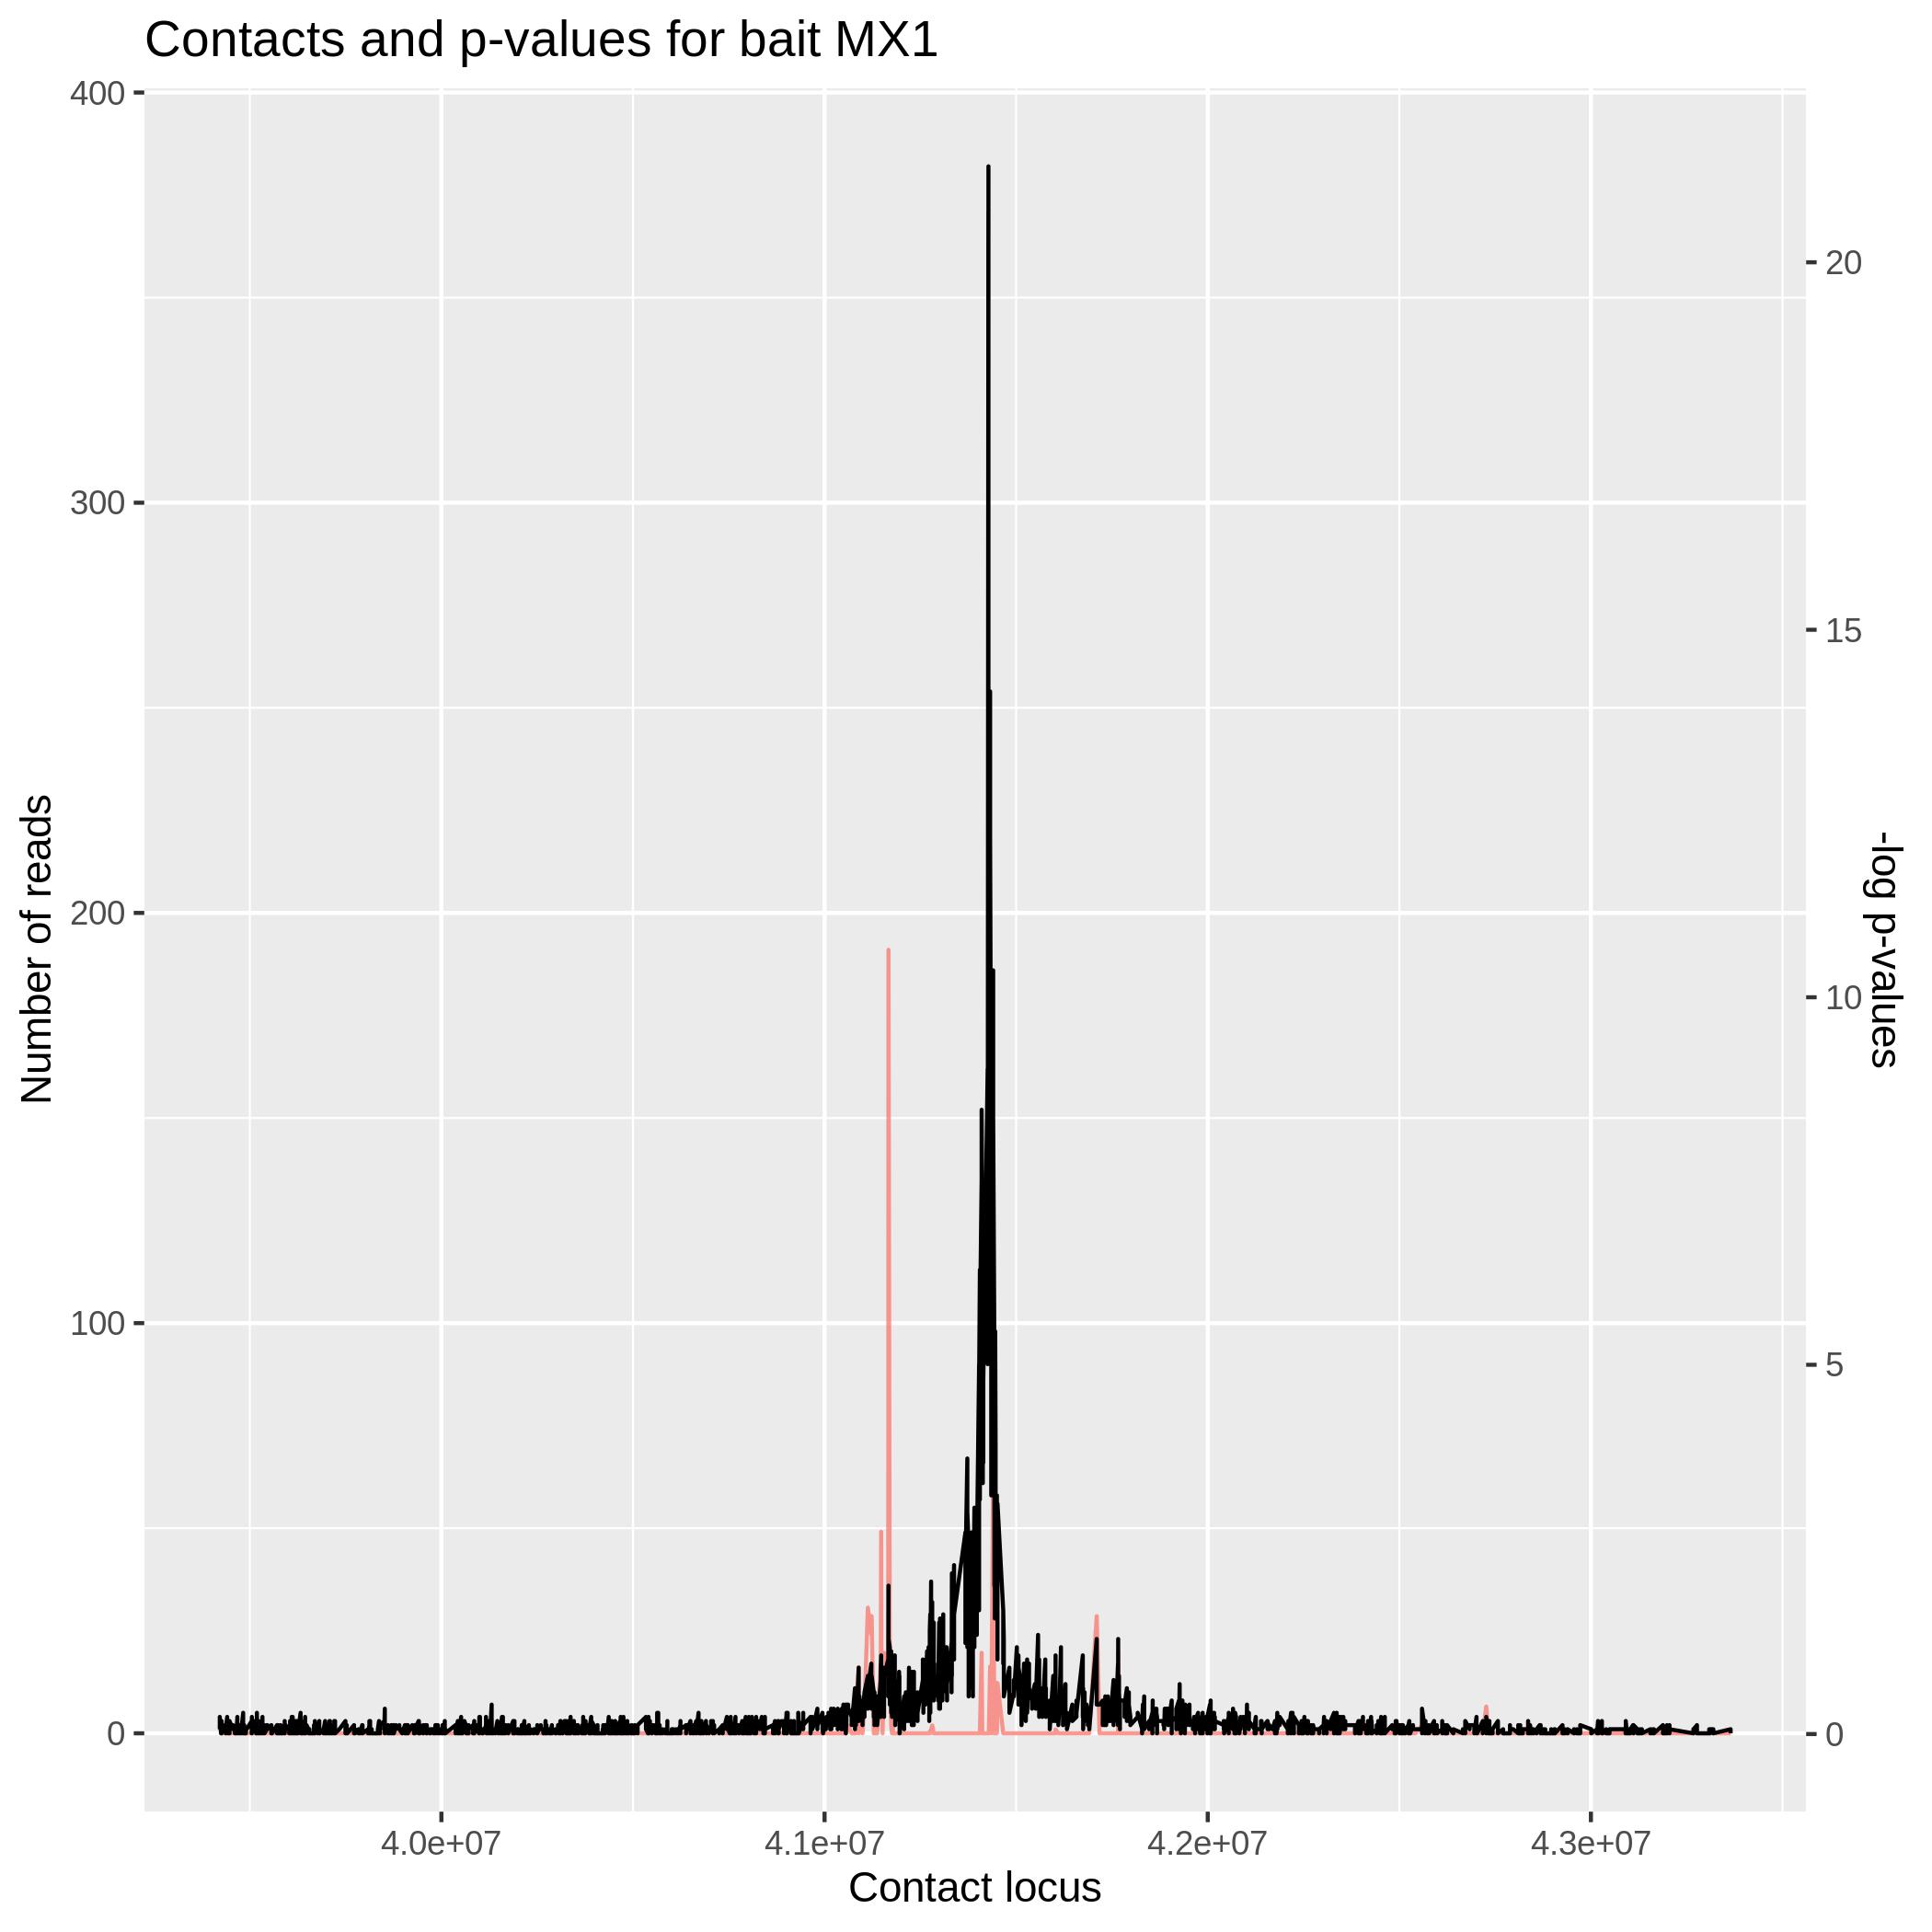 Contacts and p-values for bait MX1
400
300
200
100
0
Number of reads
20
15
10
5
0
-log p-values
4.0e+07
4.1e+07
4.2e+07
4.3e+07
Contact locus